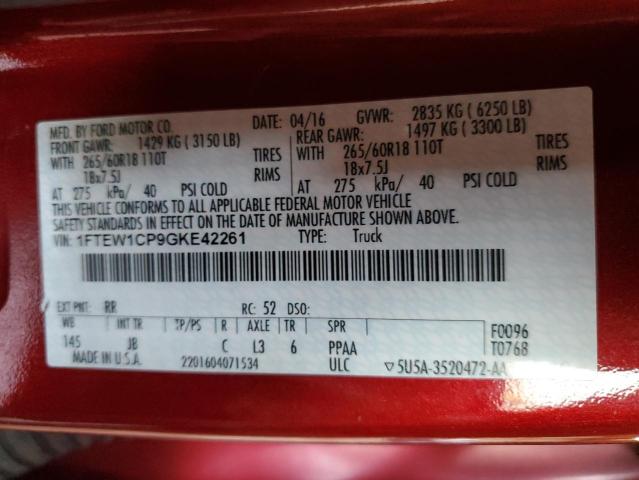 MFD. BY FORD MOTOR CO. DATE: 04/16 GVWR: 2835 KG ( 6250 LB)
FRONT GAWR: 1429 KG ( 3150 LB) REAR GAWR: 1497 KG ( 3300 LB)
WITH 265/60R18 110T TIRES WITH 265/60R18 110T TIRES
18x7.5J RIMS 18x7.5J RIMS
AT 275 kPa/ 40 PSI COLD AT 275 kPa/ 40 PSI COLD
THIS VEHICLE CONFORMS TO ALL APPLICABLE FEDERAL MOTOR VEHICLE
SAFETY STANDARDS IN EFFECT ON THE DATE OF MANUFACTURE SHOWN ABOVE.
VIN: 1FTEW1CP9GKE42261 TYPE: Truck
EXT PNT: RR RC: 52 DSO:
WB INT TR TP/PS R AXLE TR SPR F0096
145 JB C L3 6 PPAA T0768
MADE IN U.S.A. 2201604071534 ULC ▽5U5A-3520472-AA